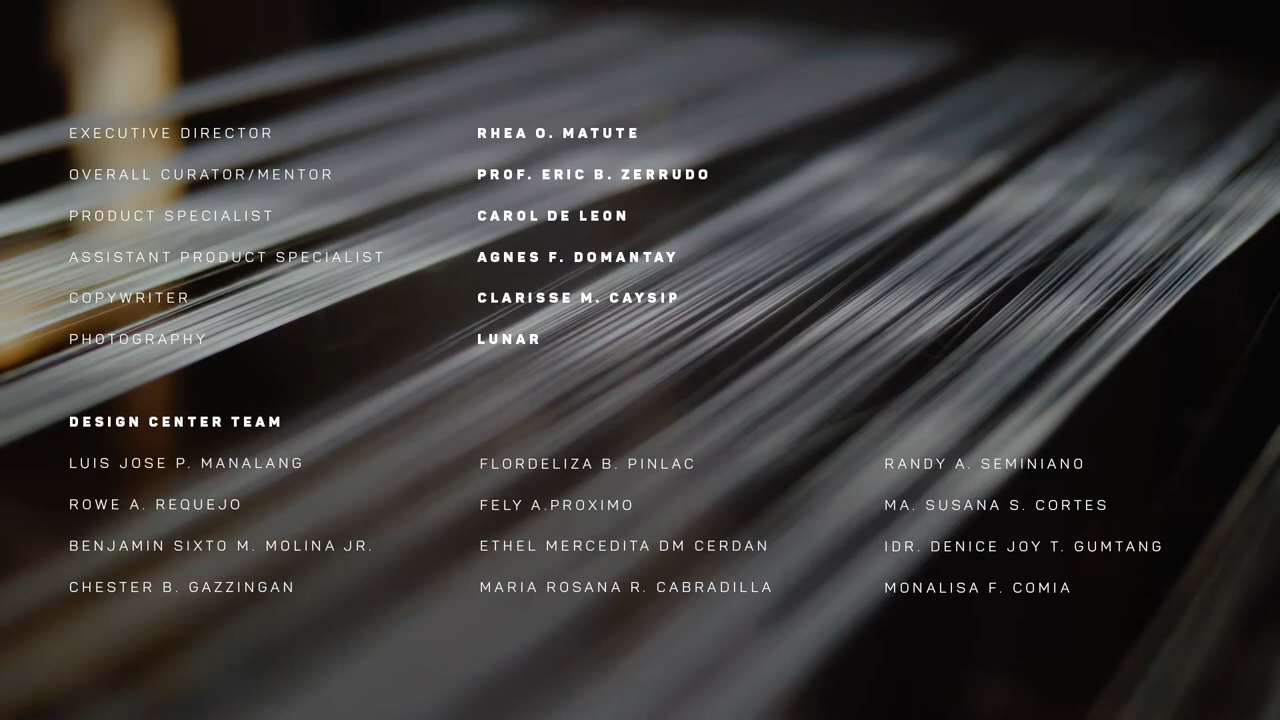 EXECUTIVE DIRECTOR RHEA O. MATUTE
OVERALL CURATOR/MENTOR PROF. ERIC B. ZERRUDO
PRODUCT SPECIALIST CAROL DE LEON
ASSISTANT PRODUCT SPECIALIST AGNES F. DOMANTAY
COPYWRITER CLARISSE M. CAYSIP
PHOTOGRAPHY LUNAR
DESIGN CENTER TEAM
LUIS JOSE P. MANALANG FLORDELIZA B. PINLAC RANDY A. SEMINIANO
ROWE A. REQUEJO FELY A.PROXIMO MA. SUSANA S. CORTES
BENJAMIN SIXTO M. MOLINA JR. ETHEL MERCEDITA DM CERDAN IDR. DENICE JOY T. GUMTANG
CHESTER B. GAZZINGAN MARIA ROSANA R. CABRADILLA MONALISA F. COMIA